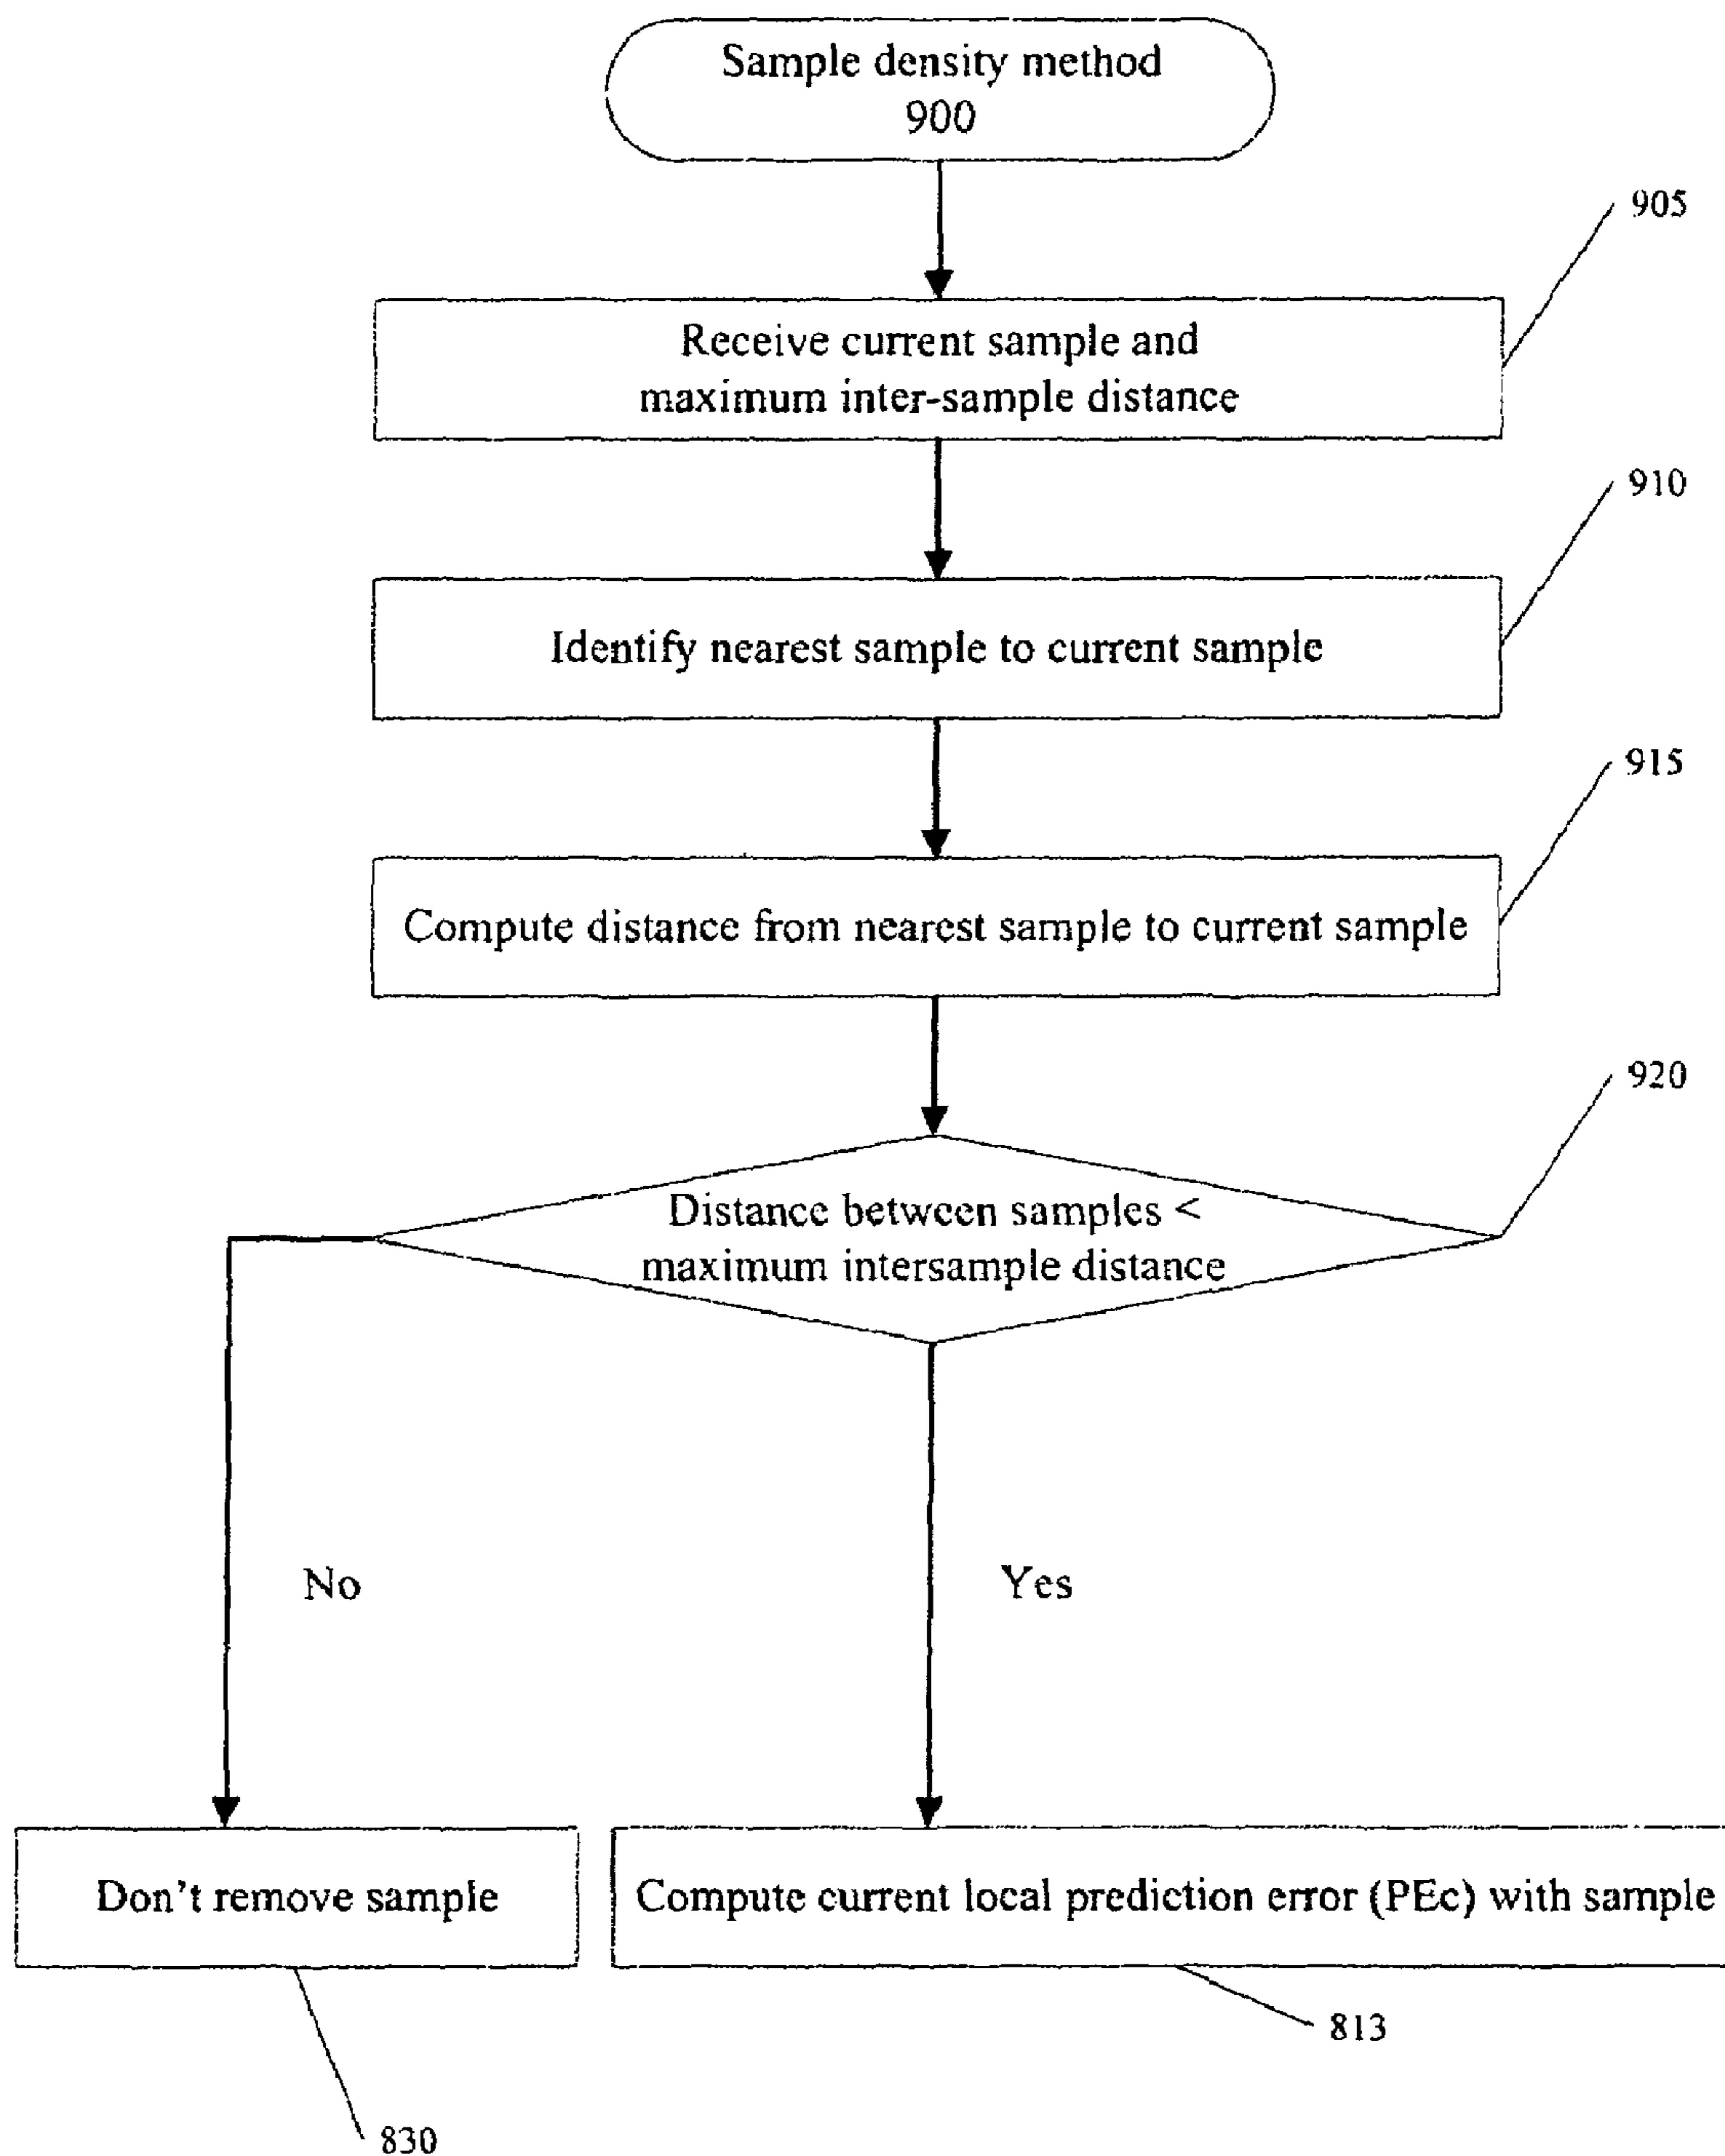 Sample density method
900
905
Receive current sample and
maximum inter-sample distance
910
Identify nearest sample to current sample
915
Compute distance from nearest sample to current sample
920
Distance between samples <
maximum intersample distance
No
Yes
Don't remove sample
Compute current local prediction error (PEc) with sample
813
830